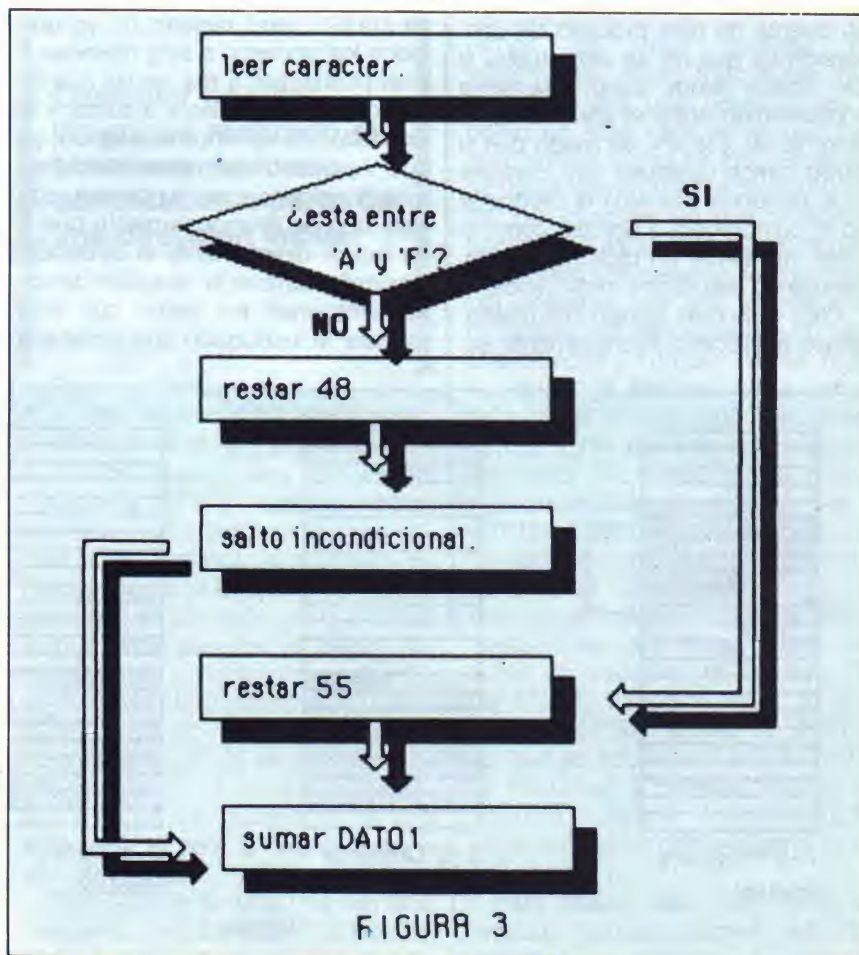 leer caracter.
¿esta entre
'A' y 'F'?
SI
NO
restar 48
salto incondicional.
restar 55
sumar DATO1
FIGURA 3